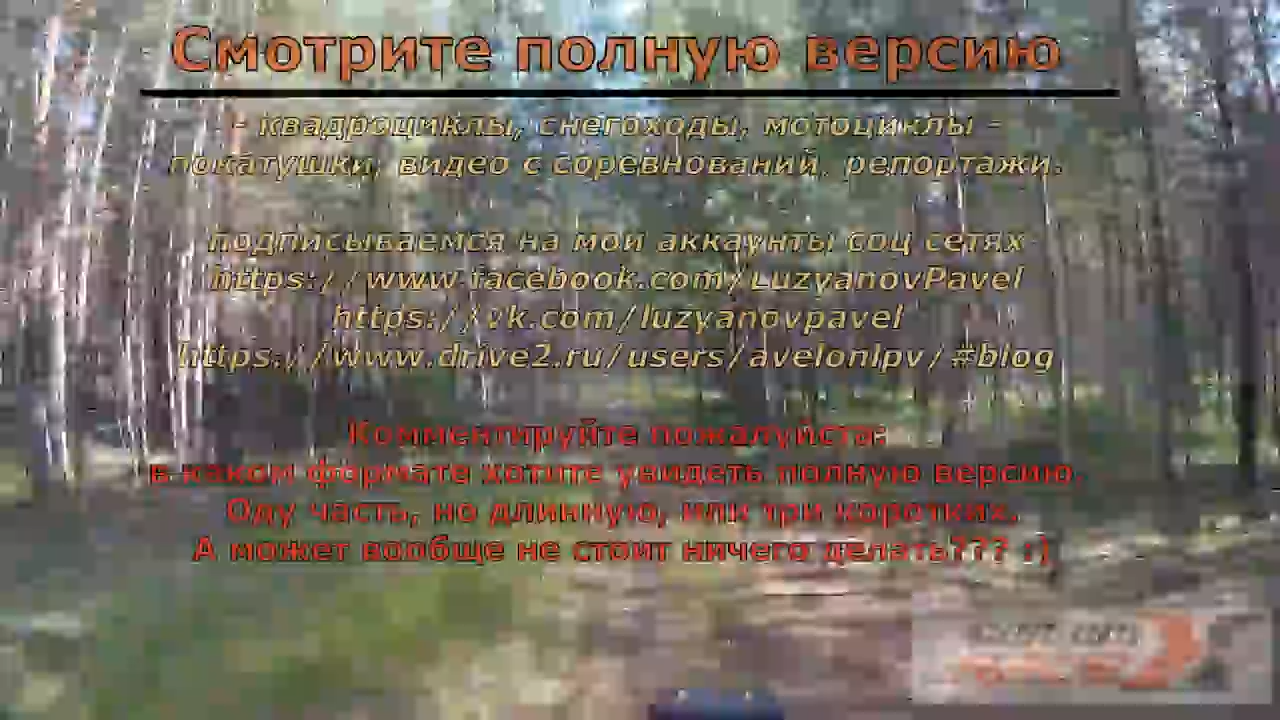 Смотрите полную версию
- квадроциклы, снегоходы, мотоциклы -
покатушки, видео с соревнований, репортажи.
подписываемся на мои аккаунты соц сетях
https://www.facebook.com/LuzyanovPavel
https://vk.com/luzyanovpavel
https://www.drive2.ru/users/avelonlpv/#blog
Комментируйте пожалуйста:
в каком формате хотите увидеть полную версию.
Оду часть, но длинную, или три коротких.
А может вообще не стоит ничего делать??? :)